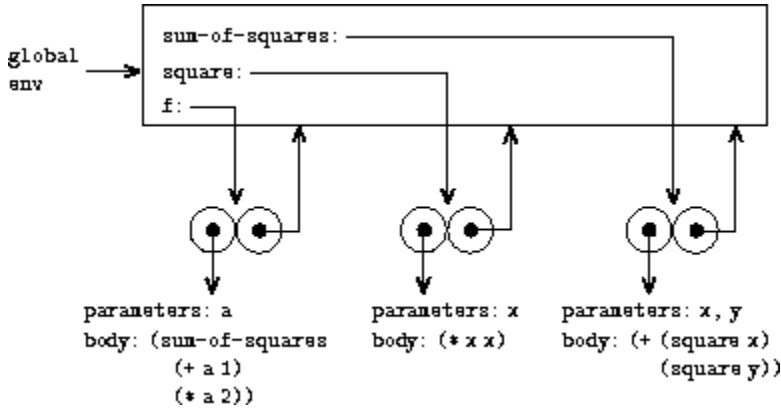 sum-of-squares:
global
env
square:
f:
parameters: a
body: (sum-of-squares
(+ a 1)
(* a 2))
parameters: x
body: (* x x)
parameters: x, y
body: (+ (square x)
(square y))